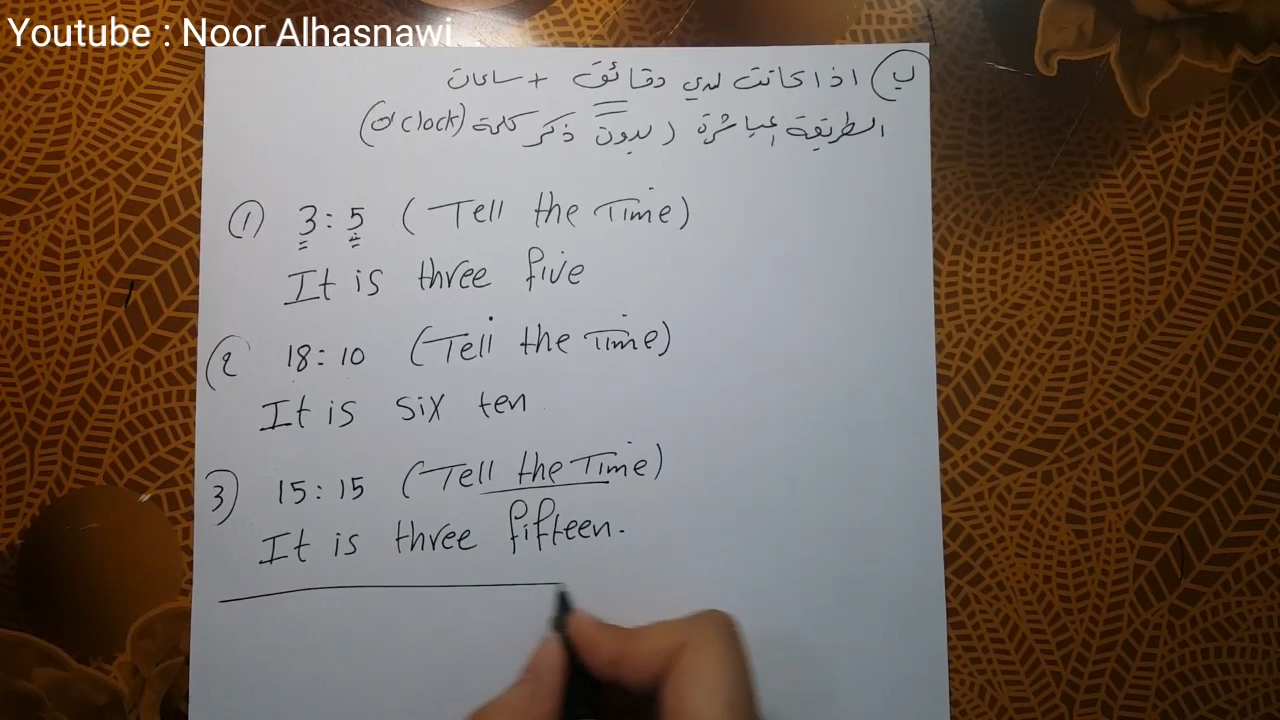 Youtube : Noor Alhasnawi
ب) اذا كانت لدي دقائق + ساعات
الطريقة المباشرة (بدون ذكر كلمة (o'clock)
1) 3:5 (Tell the Time)
It is three five
2) 18:10 (Tell the Time)
It is six ten
3) 15:15 (Tell the Time)
It is three fifteen.